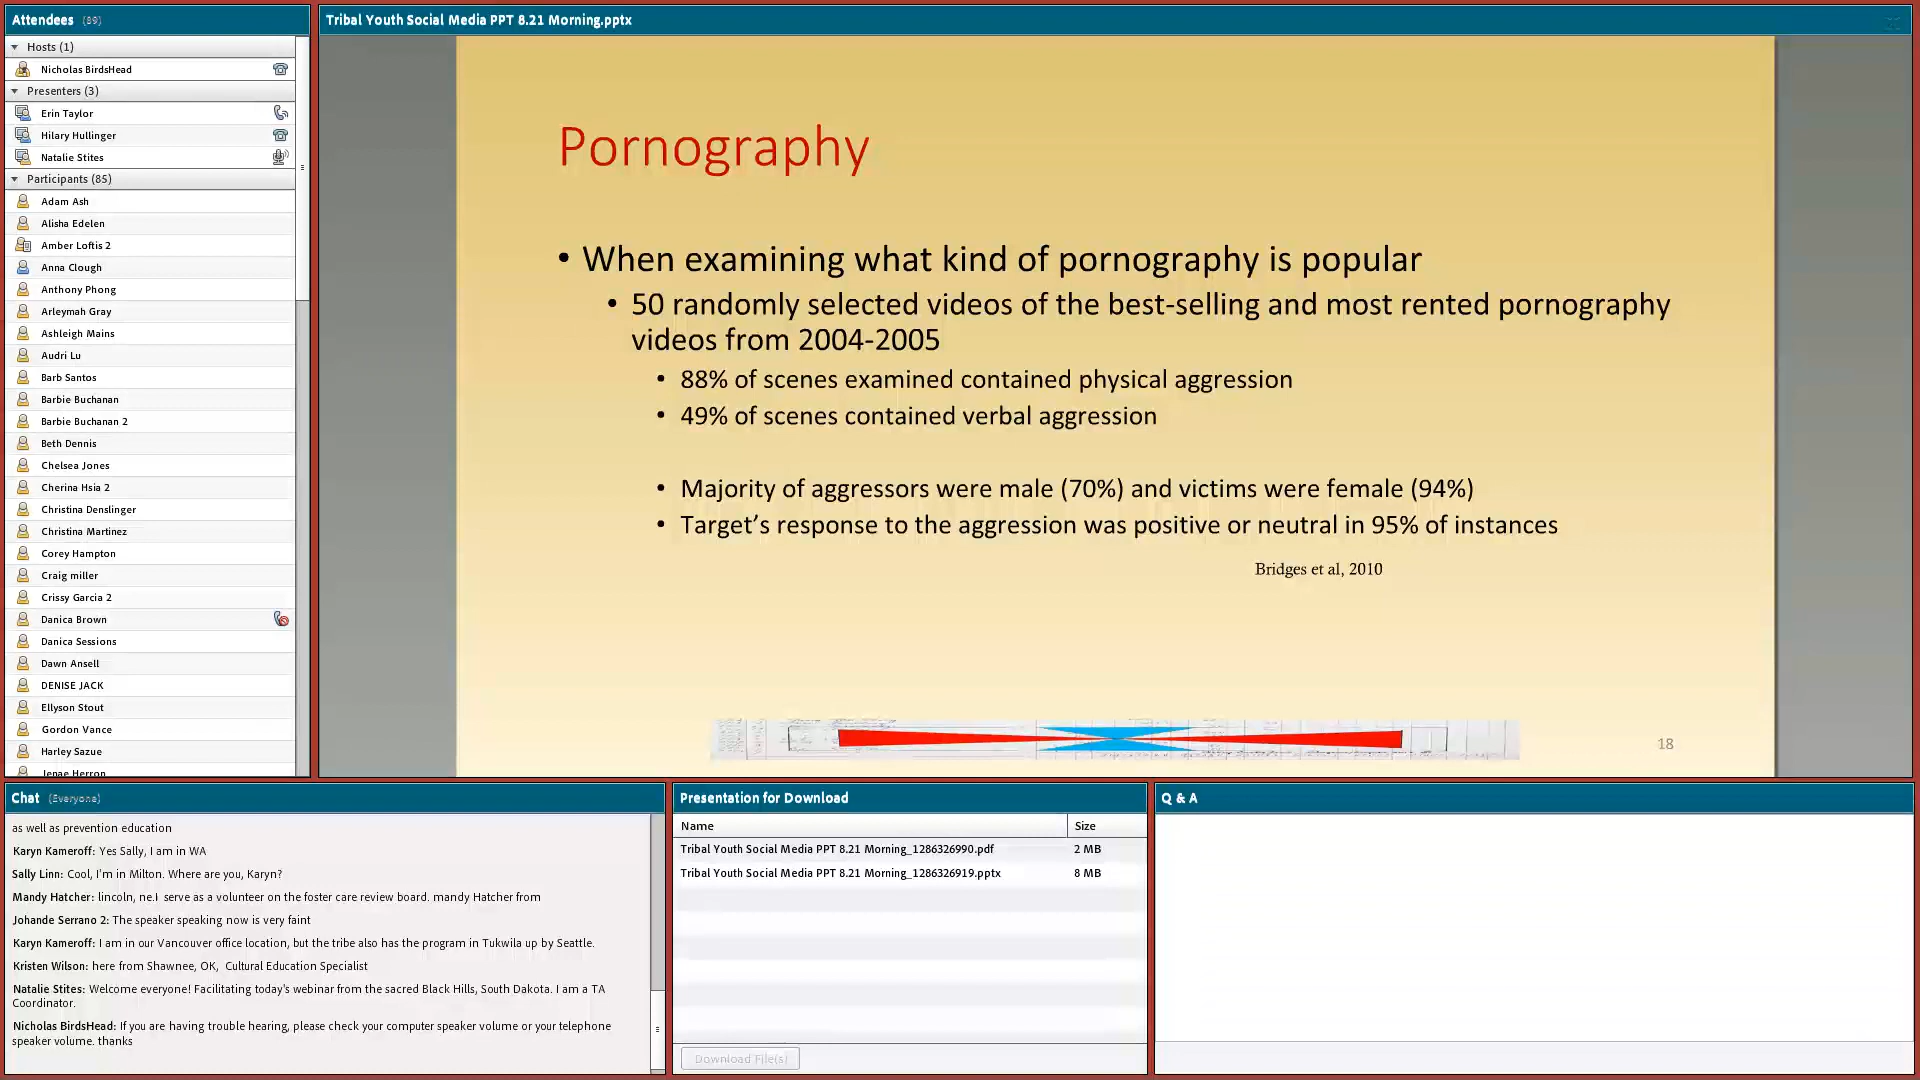 Attendees (89)
Hosts (1)
Nicholas BirdsHead
Presenters (3)
Erin Taylor
Hilary Hullinger
Natalie Stites
Participants (85)
Adam Ash
Alisha Edelen
Amber Loftis 2
Anna Clough
Anthony Phong
Arleymah Gray
Ashleigh Mains
Audri Lu
Barb Santos
Barbie Buchanan
Barbie Buchanan 2
Beth Dennis
Chelsea Jones
Cherina Hsia 2
Christina Denslinger
Christina Martinez
Corey Hampton
Craig miller
Crissy Garcia 2
Danica Brown
Danica Sessions
Dawn Ansell
DENISE JACK
Ellyson Stout
Gordon Vance
Harley Sazue
Jenae Herron
Tribal Youth Social Media PPT 8.21 Morning.pptx
Pornography
• When examining what kind of pornography is popular
• 50 randomly selected videos of the best-selling and most rented pornography
videos from 2004-2005
• 88% of scenes examined contained physical aggression
• 49% of scenes contained verbal aggression
• Majority of aggressors were male (70%) and victims were female (94%)
• Target’s response to the aggression was positive or neutral in 95% of instances
Bridges et al, 2010
18
Chat (Everyone)
as well as prevention education
Karyn Kameroff: Yes Sally, I am in WA
Sally Linn: Cool, I'm in Milton. Where are you, Karyn?
Mandy Hatcher: lincoln, ne.I serve as a volunteer on the foster care review board. mandy Hatcher from
Johande Serrano 2: The speaker speaking now is very faint
Karyn Kameroff: I am in our Vancouver office location, but the tribe also has the program in Tukwila up by Seattle.
Kristen Wilson: here from Shawnee, OK, Cultural Education Specialist
Natalie Stites: Welcome everyone! Facilitating today's webinar from the sacred Black Hills, South Dakota. I am a TA
Coordinator.
Nicholas BirdsHead: If you are having trouble hearing, please check your computer speaker volume or your telephone
speaker volume. thanks
Presentation for Download
Name Size
Tribal Youth Social Media PPT 8.21 Morning_1286326990.pdf 2 MB
Tribal Youth Social Media PPT 8.21 Morning_1286326919.pptx 8 MB
Download File(s)
Q & A